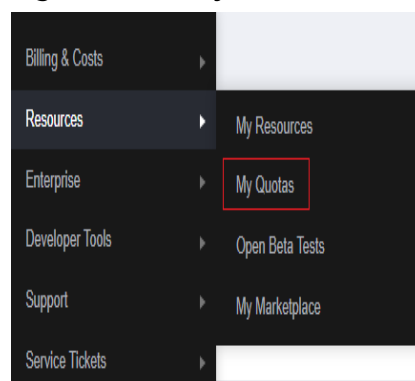 Billing & Costs
Resources
My Resources
Enterprise
My Quotas
Developer Tools
Open Beta Tests
Support
My Marketplace
Service Tickets